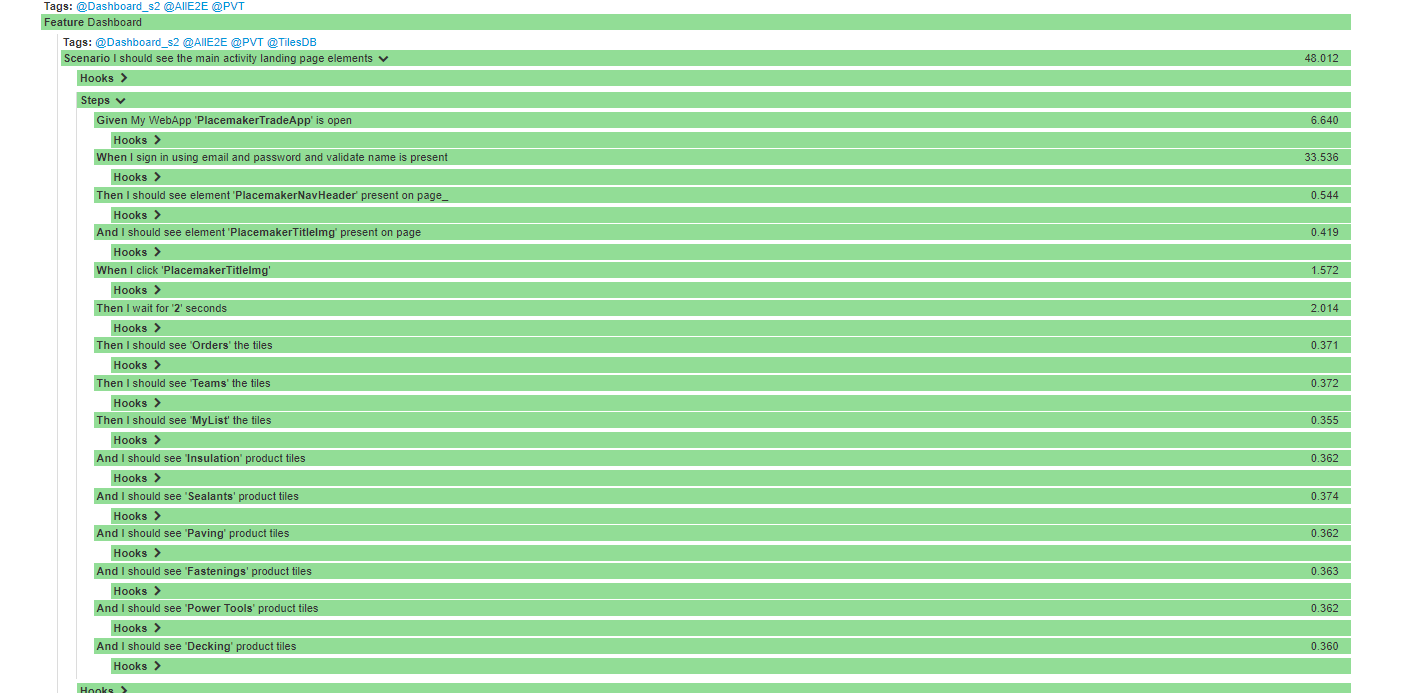 Tags: @Dashboard_s2 @AllE2E @PVT
Feature Dashboard
Tags: @Dashboard_s2 @AllE2E @PVT @TilesDB
Scenario I should see the main activity landing page elements 48.012
Hooks
Steps
Given My WebApp 'PlacemakerTradeApp' is open 6.640
Hooks
When I sign in using email and password and validate name is present 33.536
Hooks
Then I should see element 'PlacemakerNavHeader' present on page_ 0.544
Hooks
And I should see element 'PlacemakerTitleImg' present on page 0.419
Hooks
When I click 'PlacemakerTitleImg' 1.572
Hooks
Then I wait for '2' seconds 2.014
Hooks
Then I should see 'Orders' the tiles 0.371
Hooks
Then I should see 'Teams' the tiles 0.372
Hooks
Then I should see 'MyList' the tiles 0.355
Hooks
And I should see 'Insulation' product tiles 0.362
Hooks
And I should see 'Sealants' product tiles 0.374
Hooks
And I should see 'Paving' product tiles 0.362
Hooks
And I should see 'Fastenings' product tiles 0.363
Hooks
And I should see 'Power Tools' product tiles 0.362
Hooks
And I should see 'Decking' product tiles 0.360
Hooks
Hooks